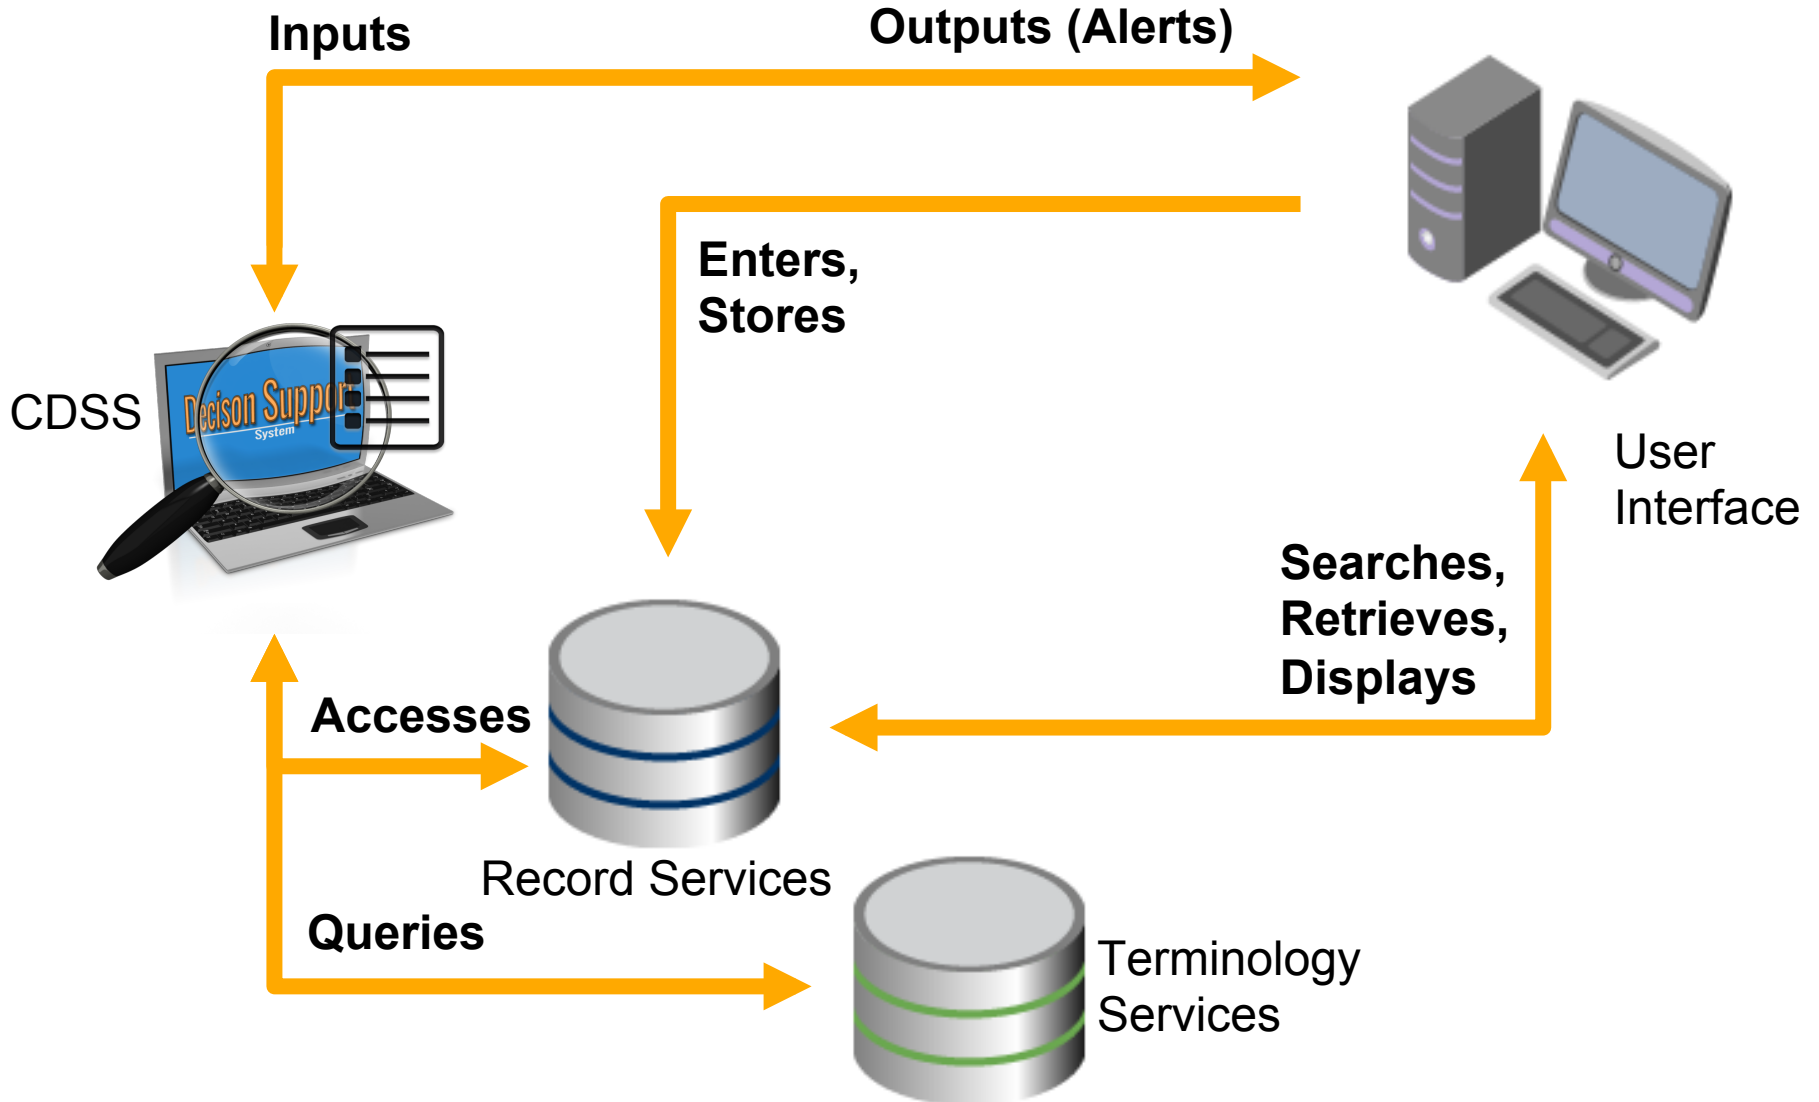 Inputs
Outputs (Alerts)
Enters,
Stores
CDSS
Decison Support
System
User
Interface
Searches,
Retrieves,
Displays
Accesses
Record Services
Queries
Terminology
Services